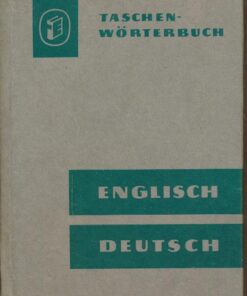 TASCHEN-
WÖRTERBUCH
ENGLISCH
DEUTSCH